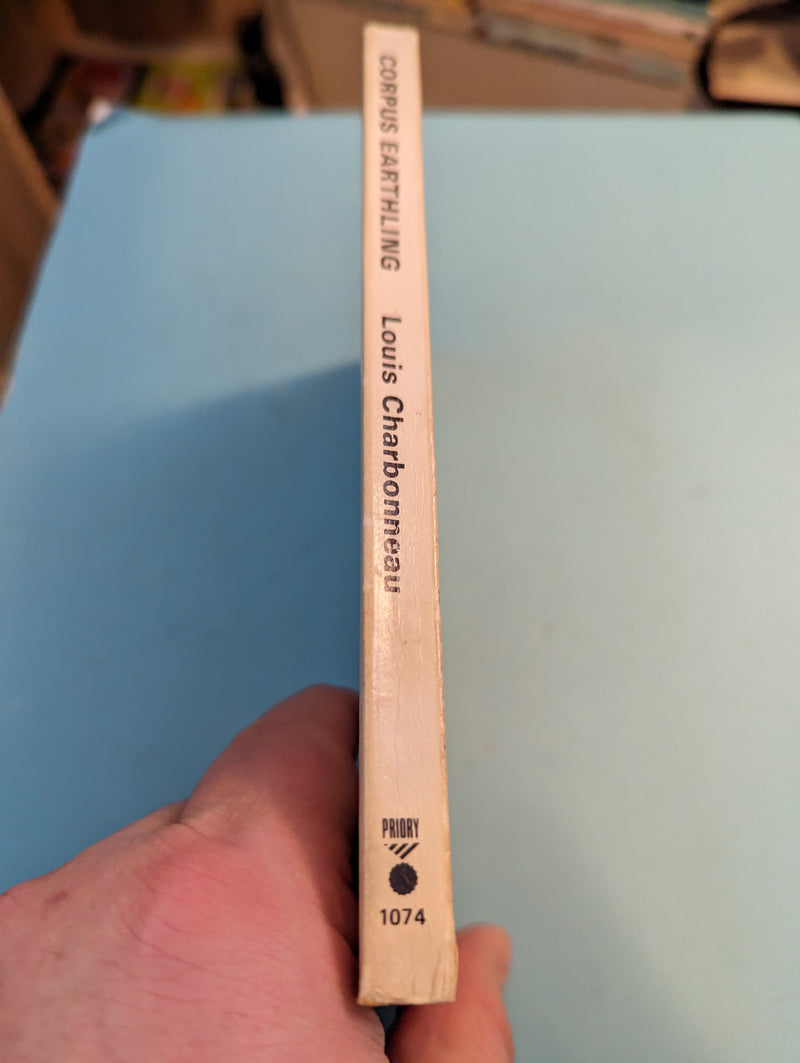 CORPUS EARTHLING Louis Charbonneau
PRIORY
1074